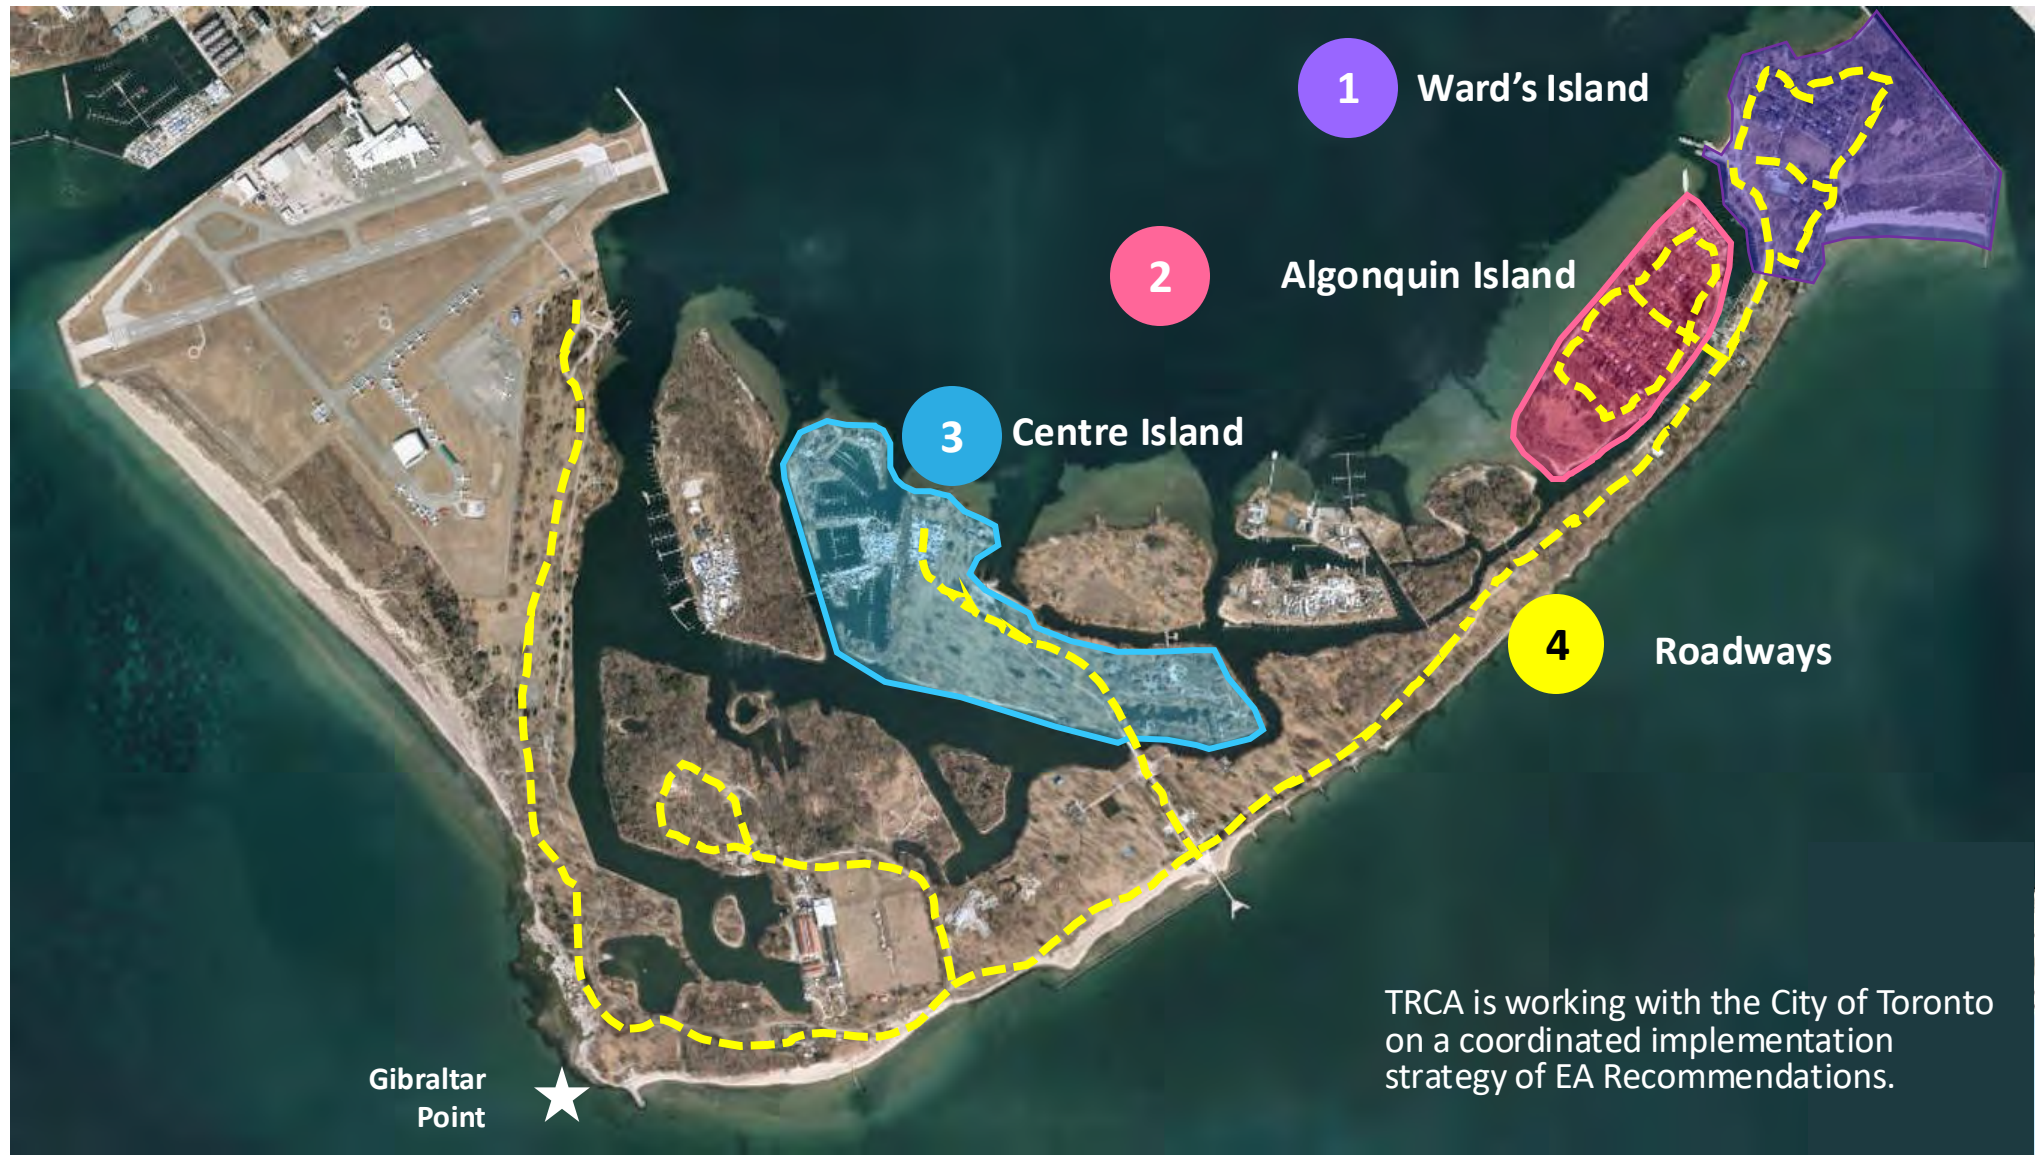 1
Ward’s Island
2
Algonquin Island
3
Centre Island
4
Roadways
Gibraltar
Point
TRCA is working with the City of Toronto
on a coordinated implementation
strategy of EA Recommendations.